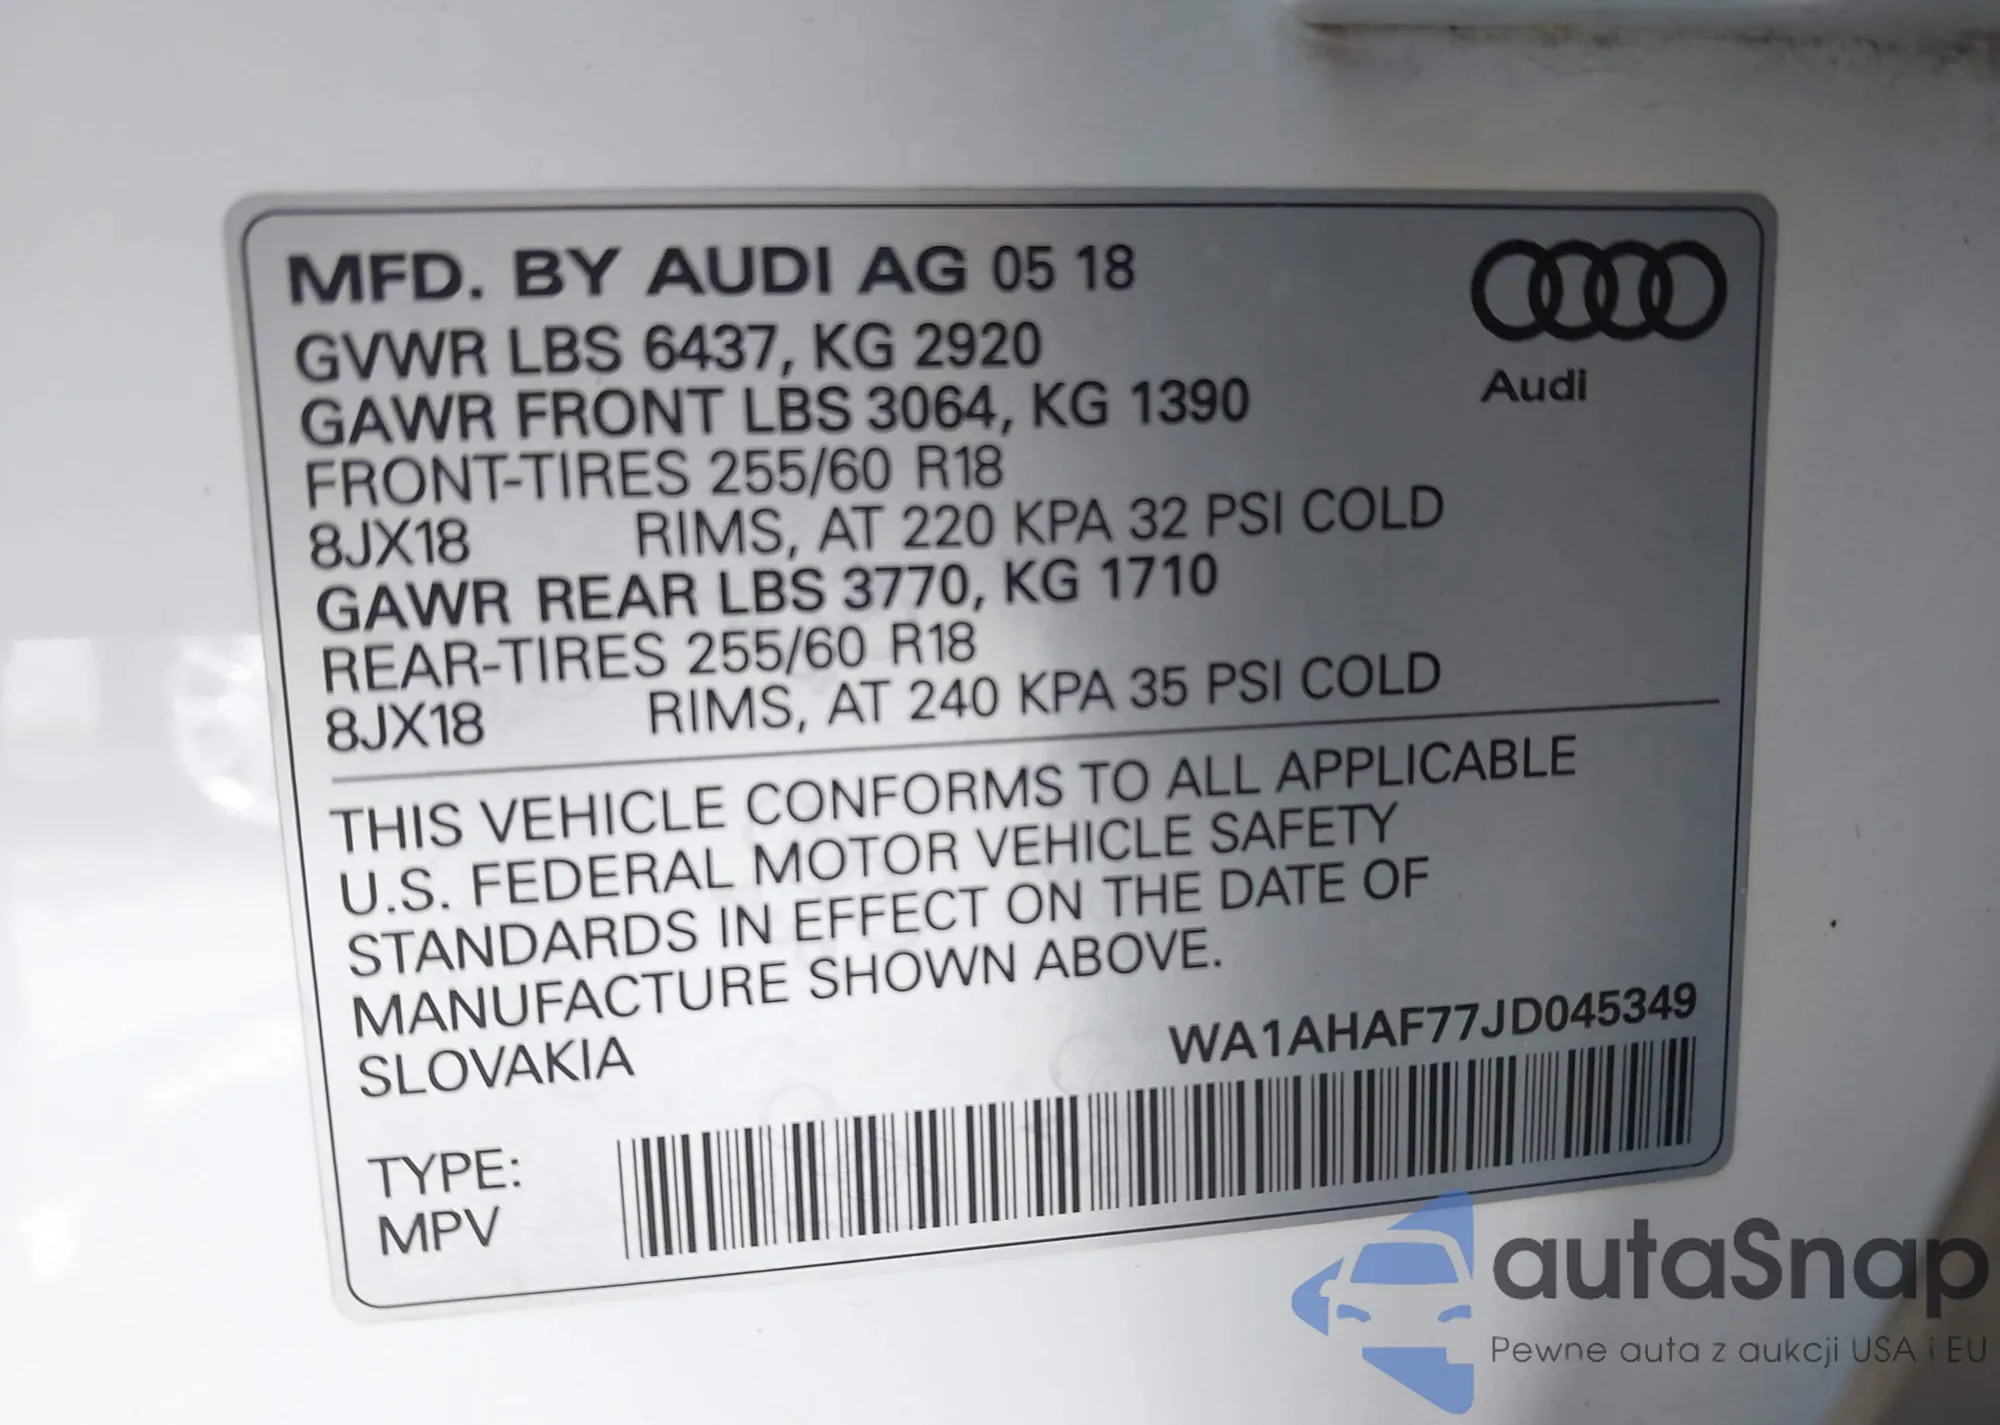 MFD. BY AUDI AG 05 18
GVWR LBS 6437, KG 2920
GAWR FRONT LBS 3064, KG 1390
FRONT-TIRES 255/60 R18
8JX18 RIMS, AT 220 KPA 32 PSI COLD
GAWR REAR LBS 3770, KG 1710
REAR-TIRES 255/60 R18
8JX18 RIMS, AT 240 KPA 35 PSI COLD
Audi
THIS VEHICLE CONFORMS TO ALL APPLICABLE
U.S. FEDERAL MOTOR VEHICLE SAFETY
STANDARDS IN EFFECT ON THE DATE OF
MANUFACTURE SHOWN ABOVE.
SLOVAKIA
WA1AHAF77JD045349
TYPE:
MPV
autaSnap
Pewne auta z aukcji USA i EU